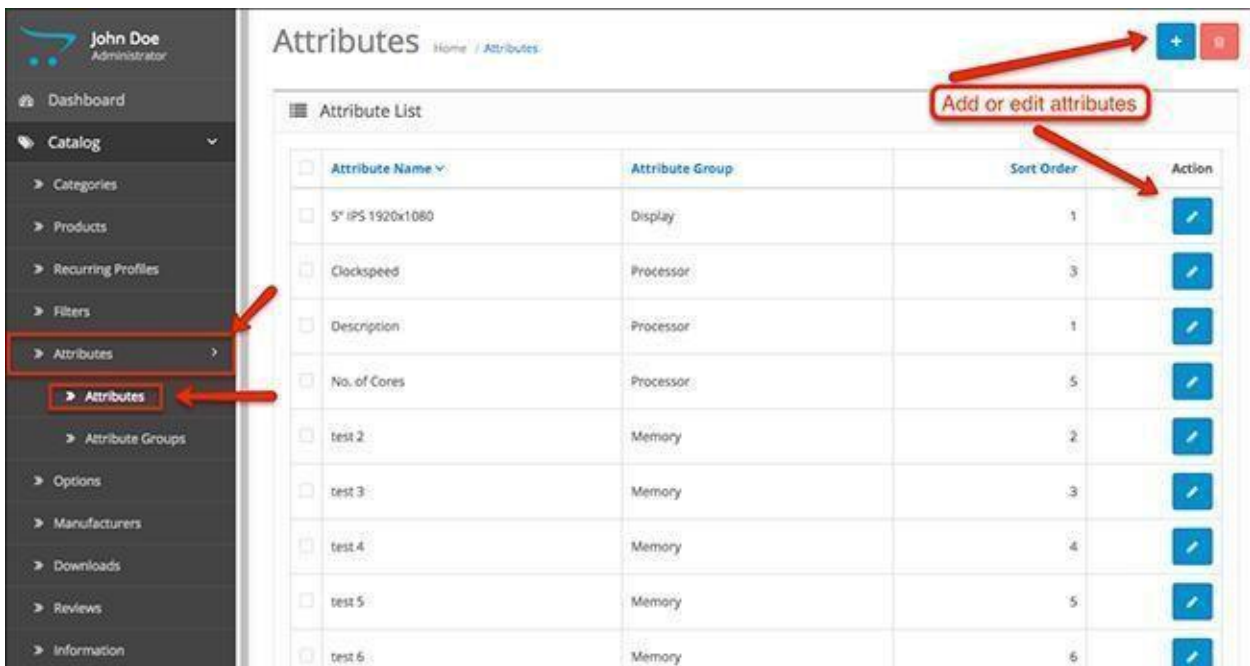 John Doe
Administrator
Dashboard
Catalog
Categories
Products
Recurring Profiles
Filters
Attributes
Attributes
Attribute Groups
Options
Manufacturers
Downloads
Reviews
Information
Attributes Home / Attributes
Add or edit attributes
Attribute List
Attribute Name Attribute Group Sort Order Action
5" IPS 1920x1080 Display 1
Clockspeed Processor 3
Description Processor 1
No. of Cores Processor 5
test 2 Memory 2
test 3 Memory 3
test 4 Memory 4
test 5 Memory 5
test 6 Memory 6